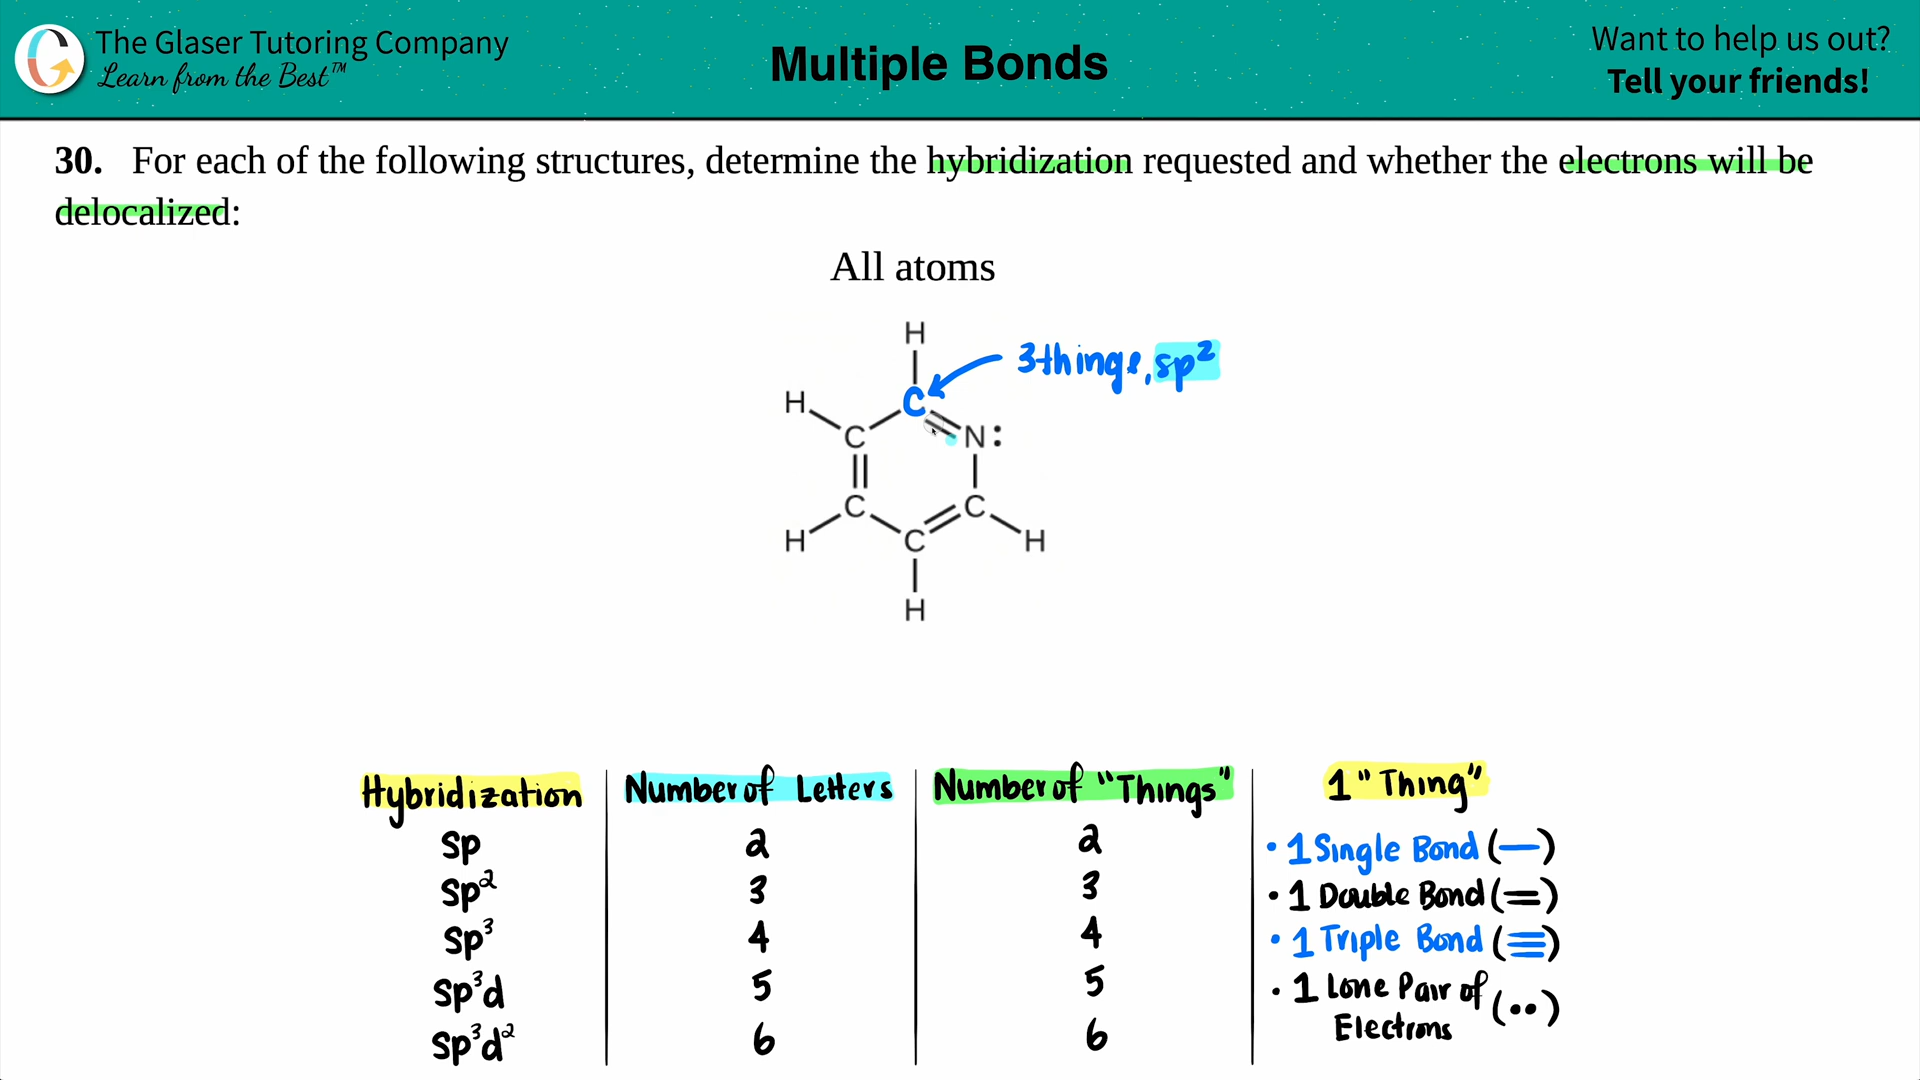 The Glaser Tutoring Company
Learn from the Best™
Multiple Bonds
Want to help us out?
Tell your friends!
30. For each of the following structures, determine the hybridization requested and whether the electrons will be
delocalized:
All atoms
H
3things, sp²
H C
C N:
C C
H C H
H
Hybridization Number of Letters Number of "Things" 1 "Thing"
sp 2 2 • 1 Single Bond (—)
sp² 3 3 • 1 Double Bond (=)
sp³ 4 4 • 1 Triple Bond (≡)
sp³d 5 5 • 1 Lone Pair of (••)
Electrons
sp³d² 6 6